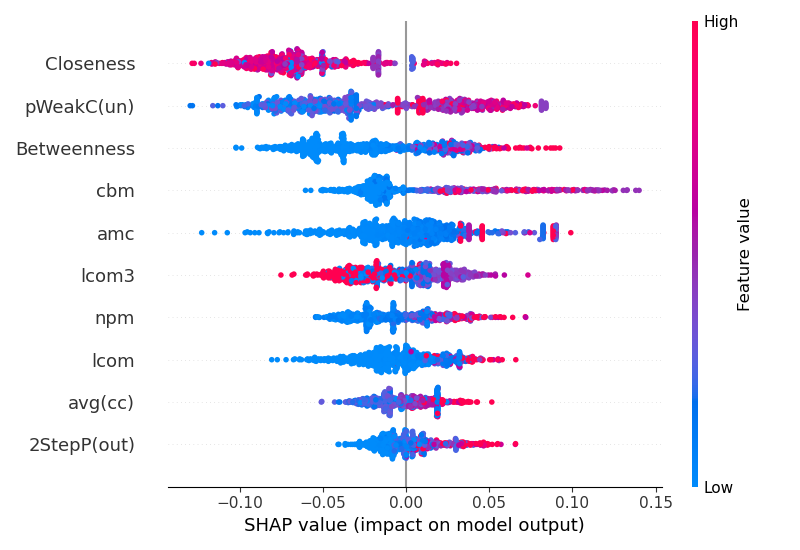 High
Closeness
pWeakC(un)
Betweenness
cbm
amc
lcom3
npm
lcom
avg(cc)
2StepP(out)
Feature value
Low
−0.10 −0.05 0.00 0.05 0.10 0.15
SHAP value (impact on model output)